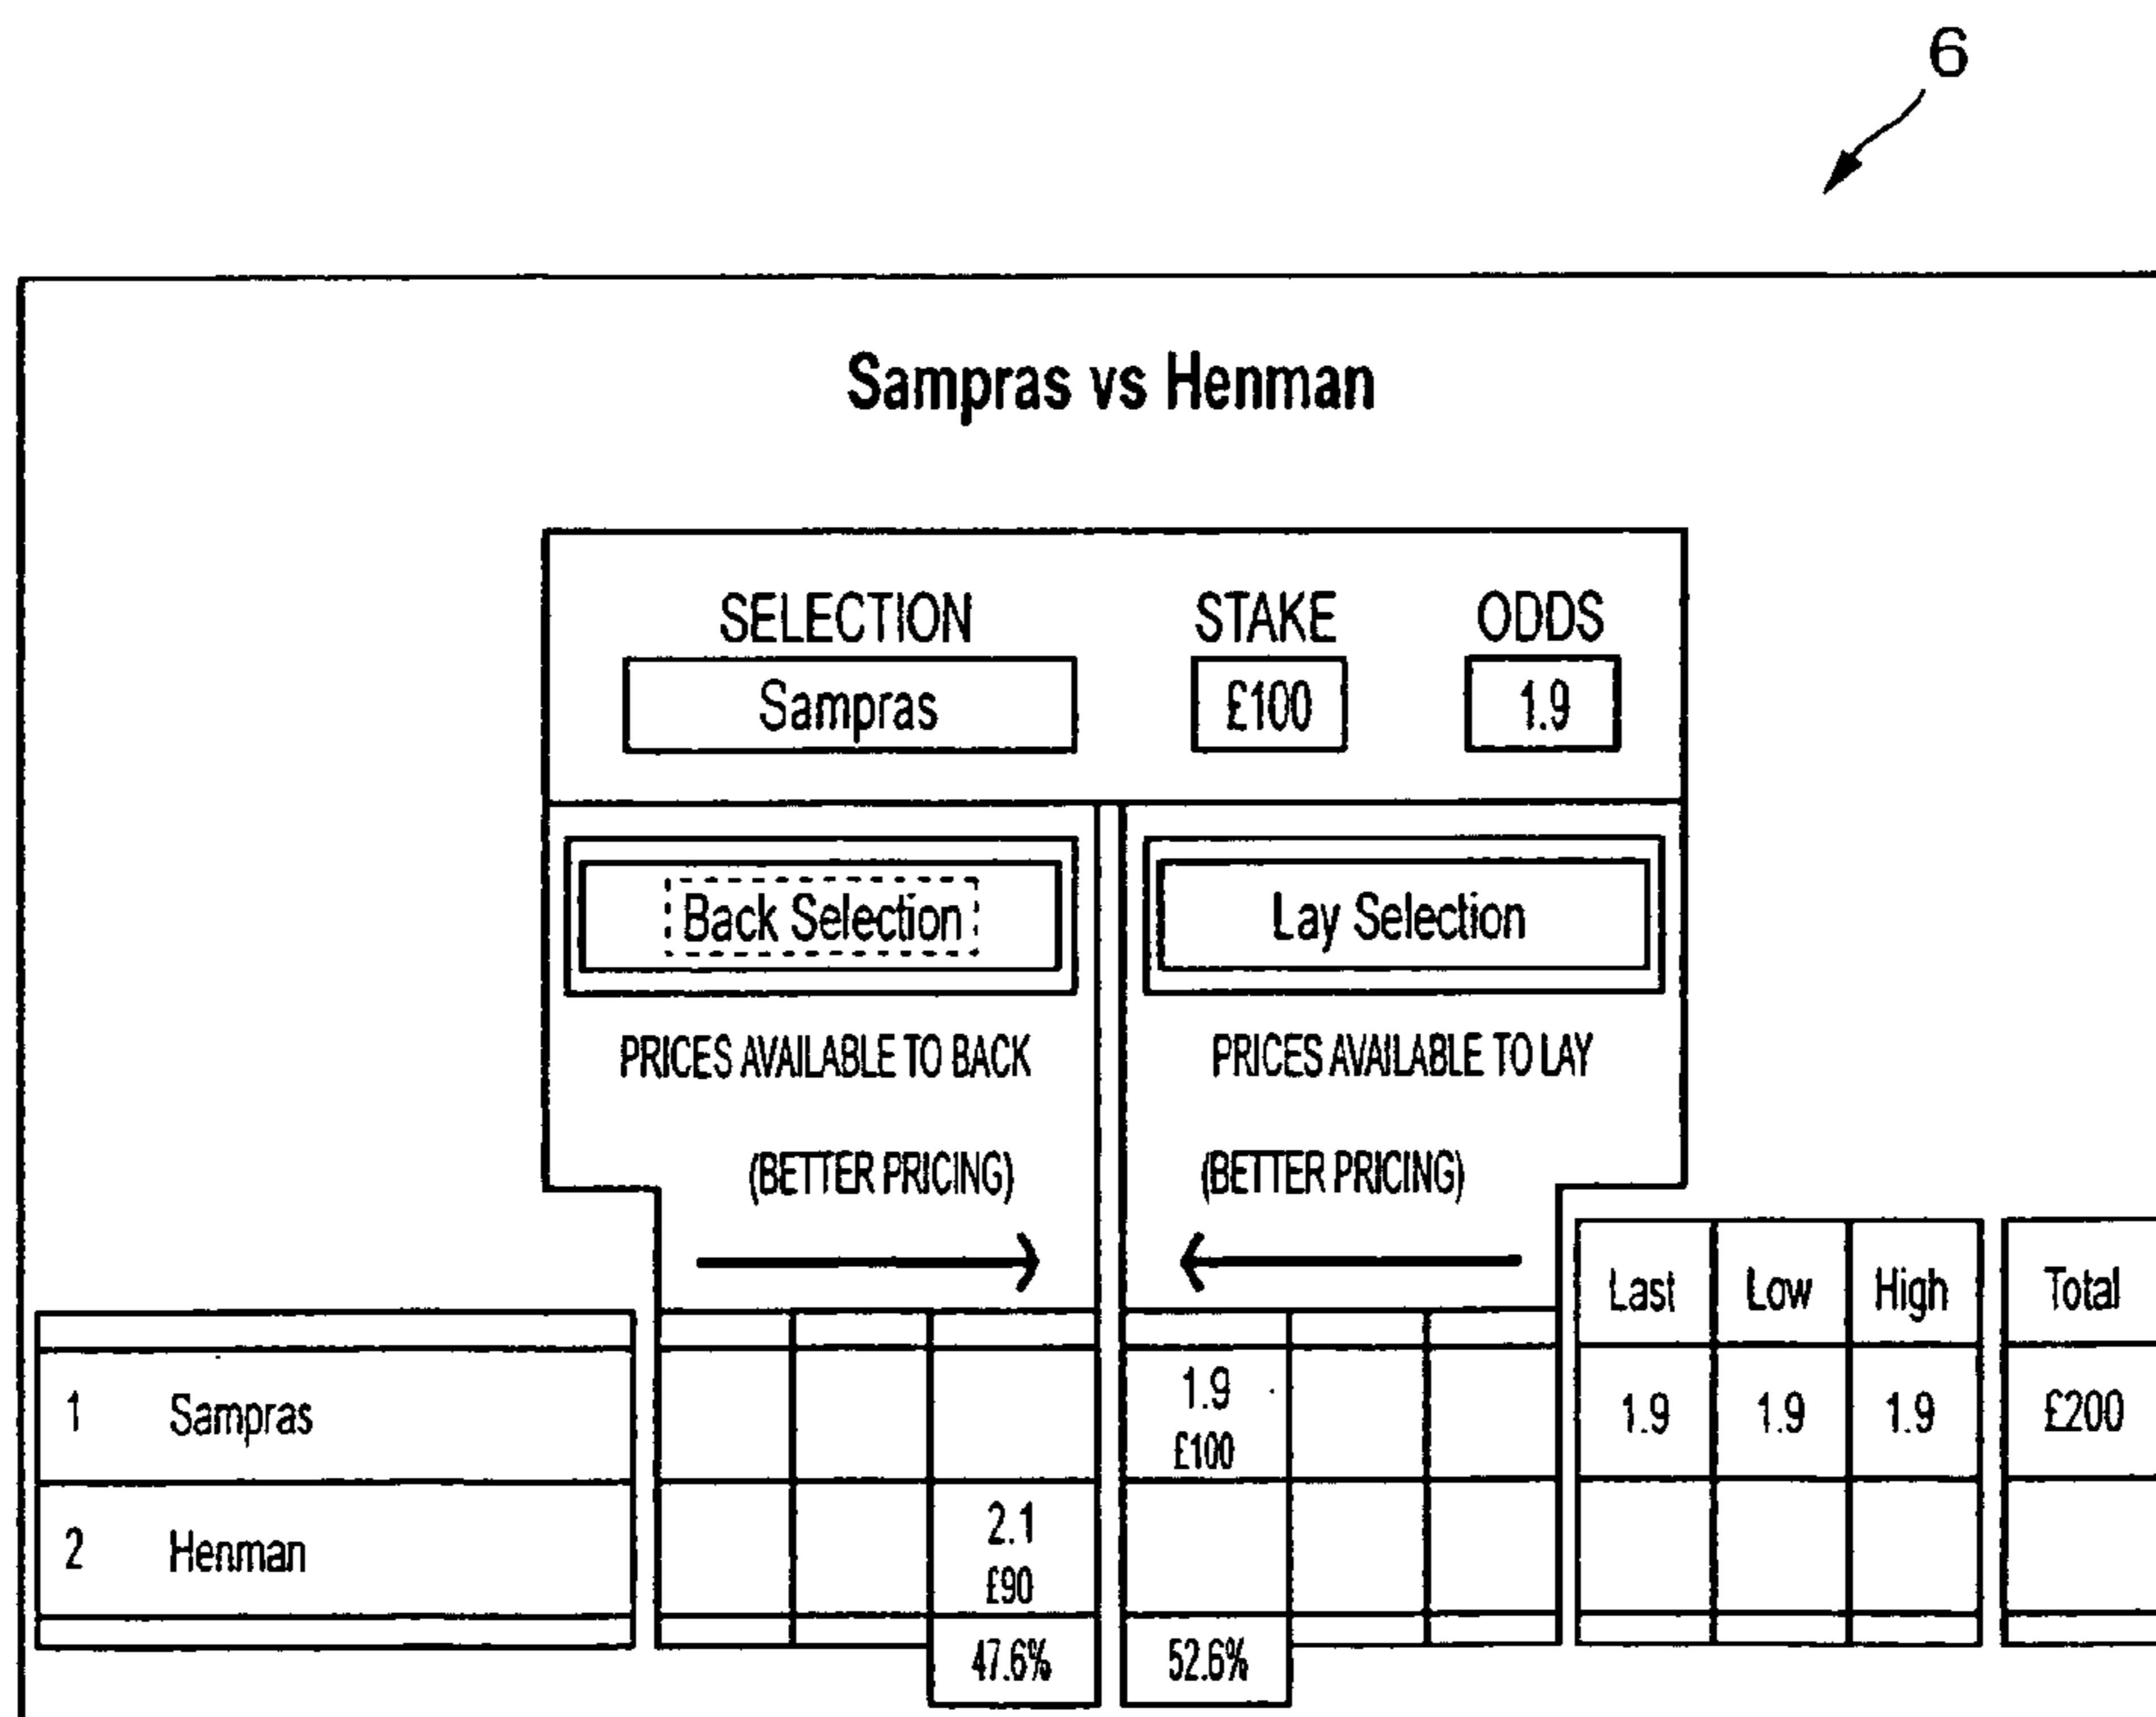 6
Sampras vs Henman
SELECTION STAKE ODDS
Sampras £100 1.9
Back Selection Lay Selection
PRICES AVAILABLE TO BACK PRICES AVAILABLE TO LAY
(BETTER PRICING) (BETTER PRICING)
Last Low High Total
1 Sampras 1.9 £100 1.9 1.9 1.9 £200
2 Henman 2.1 £90
47.6% 52.6%